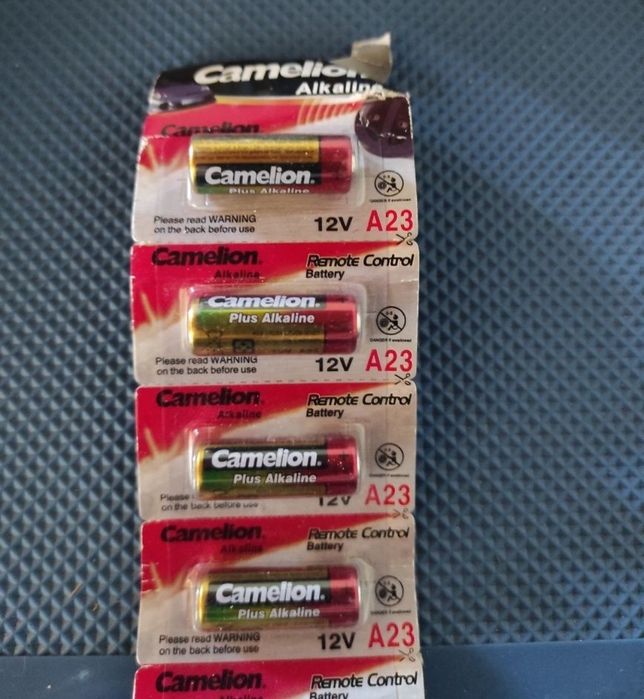 Camelion
Alkaline
Camelion
Camelion®
Plus Alkaline
Please read WARNING
on the back before use
12V A23
Camelion®
Alkaline
Remote Control
Battery
Camelion®
Plus Alkaline
Please read WARNING
on the back before use
12V A23
Camelion®
Alkaline
Remote Control
Battery
Camelion®
Plus Alkaline
Please
on the back before use
12V A23
Camelion®
Alkaline
Remote Control
Battery
Camelion®
Plus Alkaline
Please read WARNING
on the back before use
12V A23
Camelion®
Alkaline
Remote Control
Battery